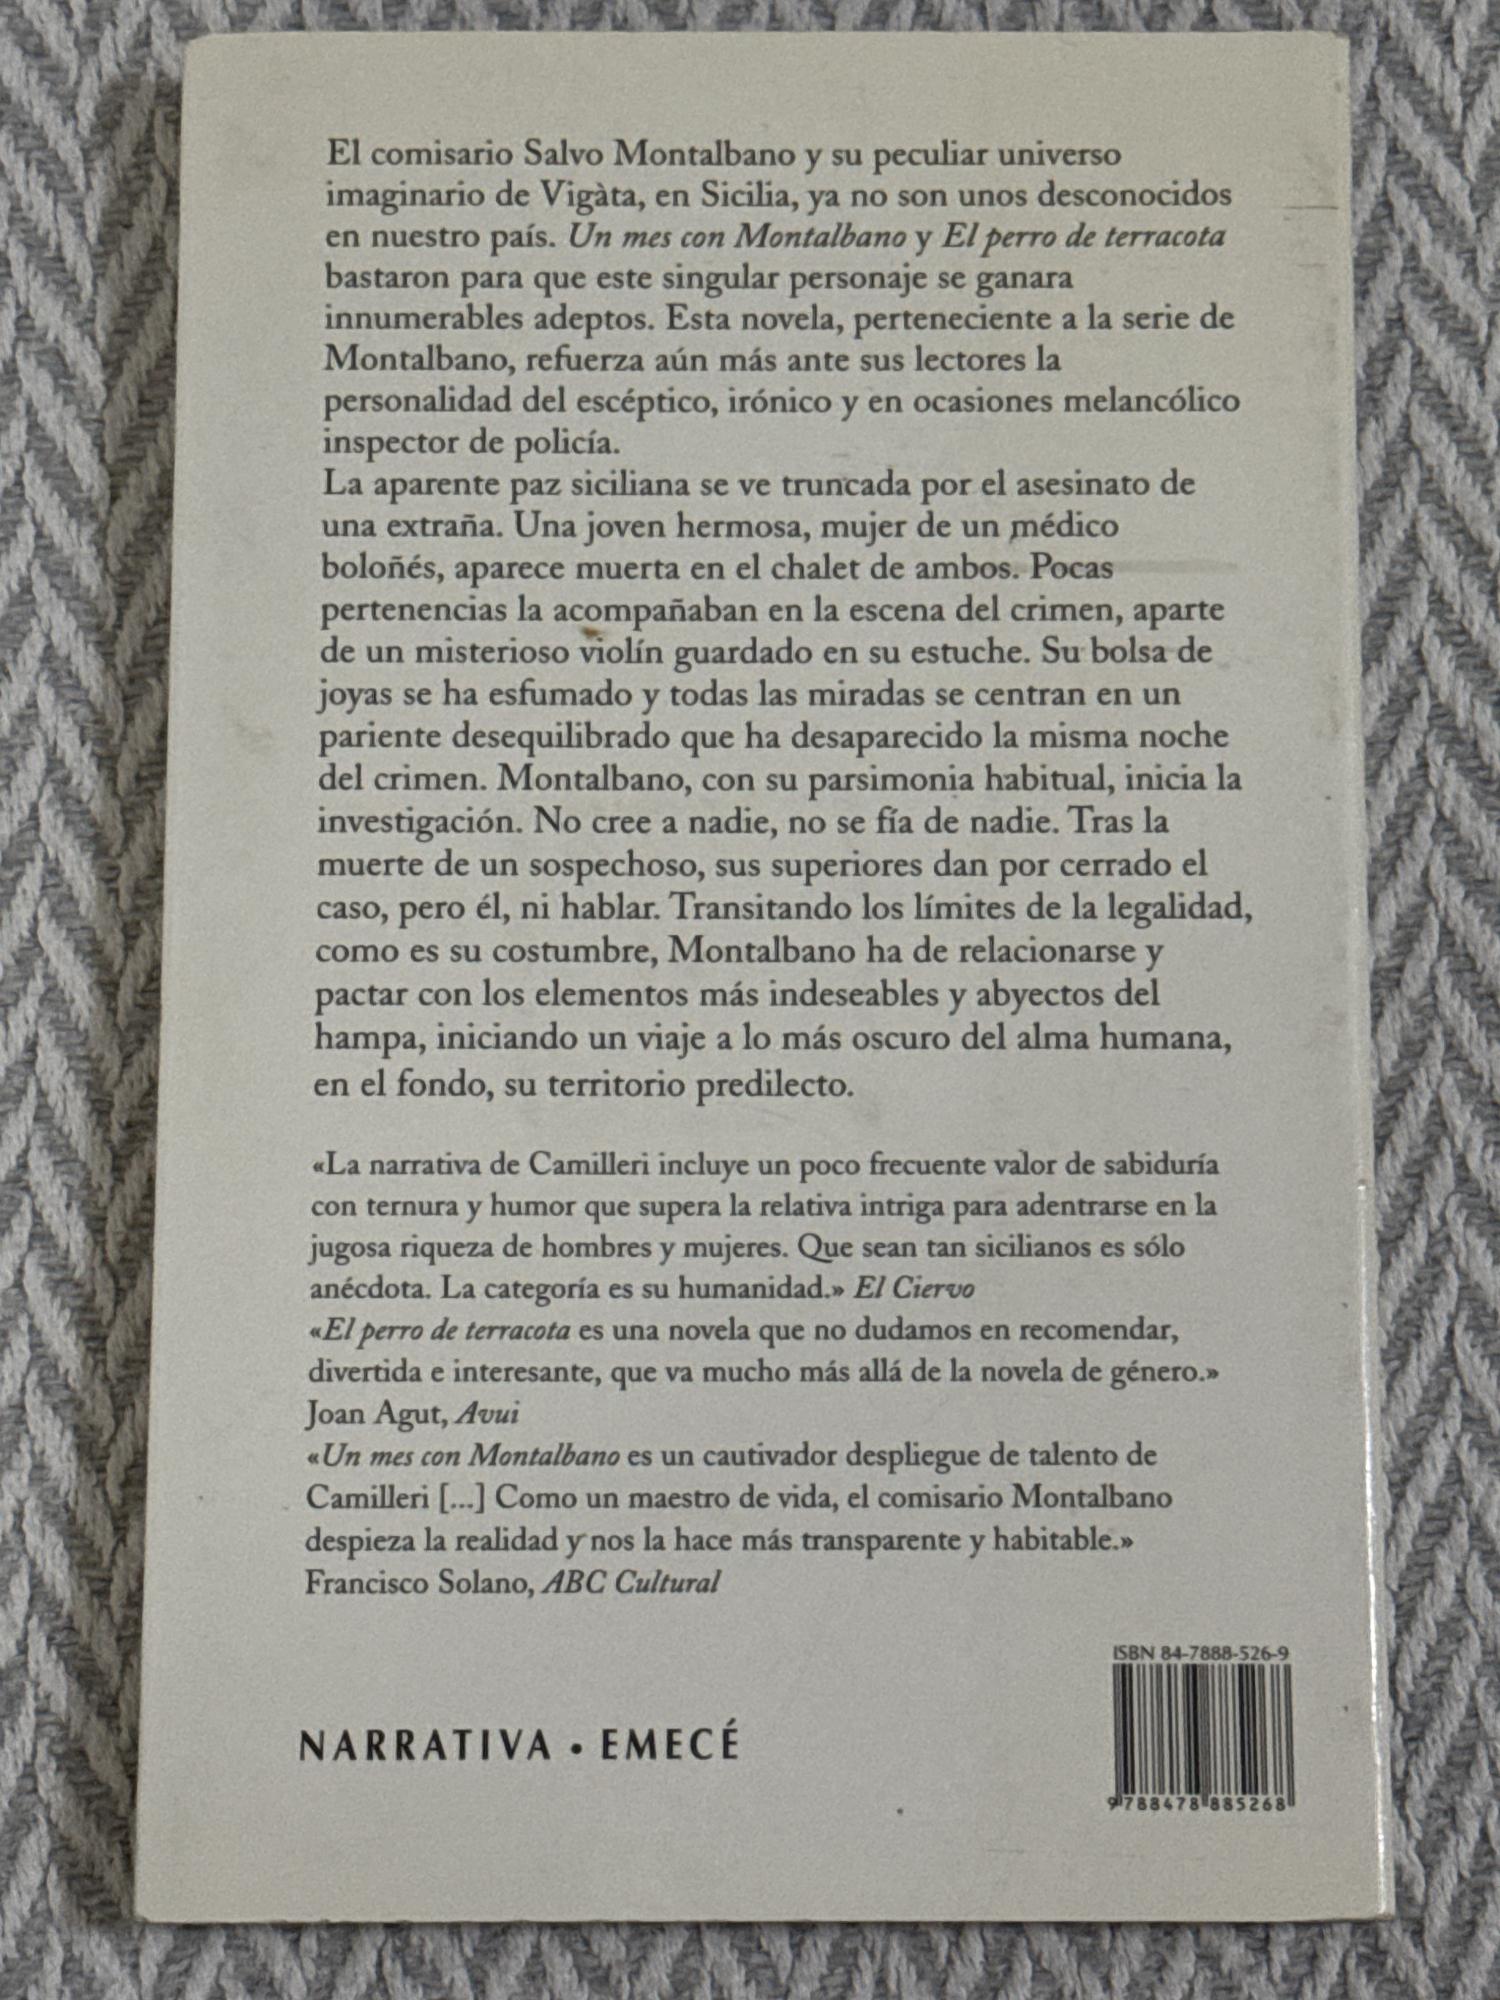 El comisario Salvo Montalbano y su peculiar universo
imaginario de Vigàta, en Sicilia, ya no son unos desconocidos
en nuestro país. Un mes con Montalbano y El perro de terracota
bastaron para que este singular personaje se ganara
innumerables adeptos. Esta novela, perteneciente a la serie de
Montalbano, refuerza aún más ante sus lectores la
personalidad del escéptico, irónico y en ocasiones melancólico
inspector de policía.
La aparente paz siciliana se ve truncada por el asesinato de
una extraña. Una joven hermosa, mujer de un médico
boloñés, aparece muerta en el chalet de ambos. Pocas
pertenencias la acompañaban en la escena del crimen, aparte
de un misterioso violín guardado en su estuche. Su bolsa de
joyas se ha esfumado y todas las miradas se centran en un
pariente desequilibrado que ha desaparecido la misma noche
del crimen. Montalbano, con su parsimonia habitual, inicia la
investigación. No cree a nadie, no se fía de nadie. Tras la
muerte de un sospechoso, sus superiores dan por cerrado el
caso, pero él, ni hablar. Transitando los límites de la legalidad,
como es su costumbre, Montalbano ha de relacionarse y
pactar con los elementos más indeseables y abyectos del
hampa, iniciando un viaje a lo más oscuro del alma humana,
en el fondo, su territorio predilecto.
«La narrativa de Camilleri incluye un poco frecuente valor de sabiduría
con ternura y humor que supera la relativa intriga para adentrarse en la
jugosa riqueza de hombres y mujeres. Que sean tan sicilianos es sólo
anécdota. La categoría es su humanidad.» El Ciervo
«El perro de terracota es una novela que no dudamos en recomendar,
divertida e interesante, que va mucho más allá de la novela de género.»
Joan Agut, Avui
«Un mes con Montalbano es un cautivador despliegue de talento de
Camilleri [...] Como un maestro de vida, el comisario Montalbano
despieza la realidad y nos la hace más transparente y habitable.»
Francisco Solano, ABC Cultural
ISBN 84-7888-526-9
NARRATIVA • EMECÉ
9 788478 885268